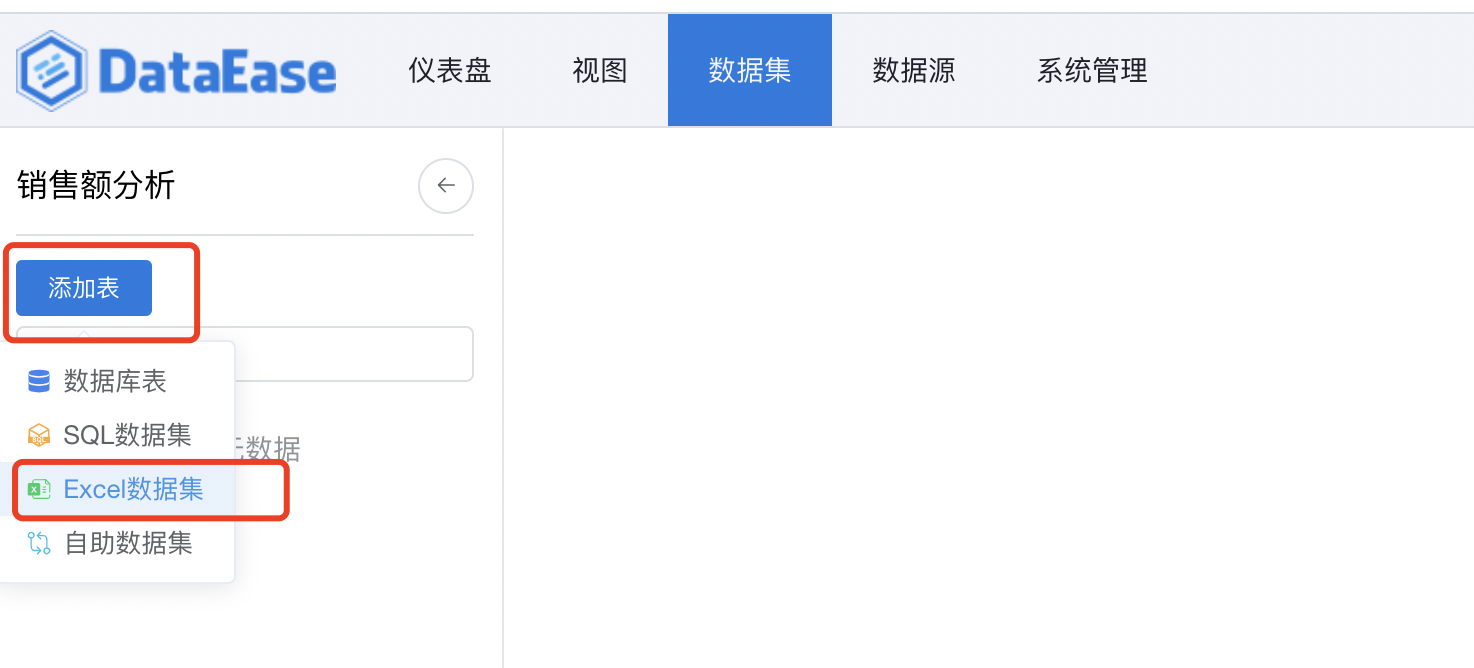 DataEase 仪表盘 视图 数据集 数据源 系统管理
销售额分析
添加表
数据库表
SQL数据集
数据
Excel数据集
自助数据集